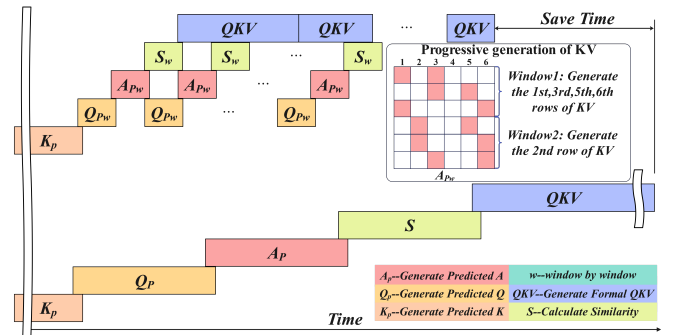 QKV QKV ... QKV Save Time
Sw Sw ... Sw
Progressive generation of KV
APw APw ... APw
1 2 3 4 5 6
Window1: Generate
the 1st,3rd,5th,6th
rows of KV
QPw QPw ... QPw
Window2: Generate
the 2nd row of KV
Kp
APw
QKV
S
AP
QP
Kp
Ap--Generate Predicted A w--window by window
Qp--Generate Predicted Q QKV--Generate Formal QKV
Kp--Generate Predicted K S--Calculate Similarity
Time